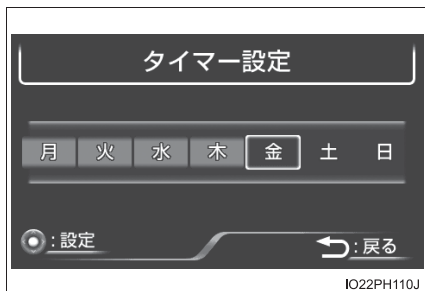 タイマー設定
月 火 水 木 金 土 日
:設定 :戻る
IO22PH110J